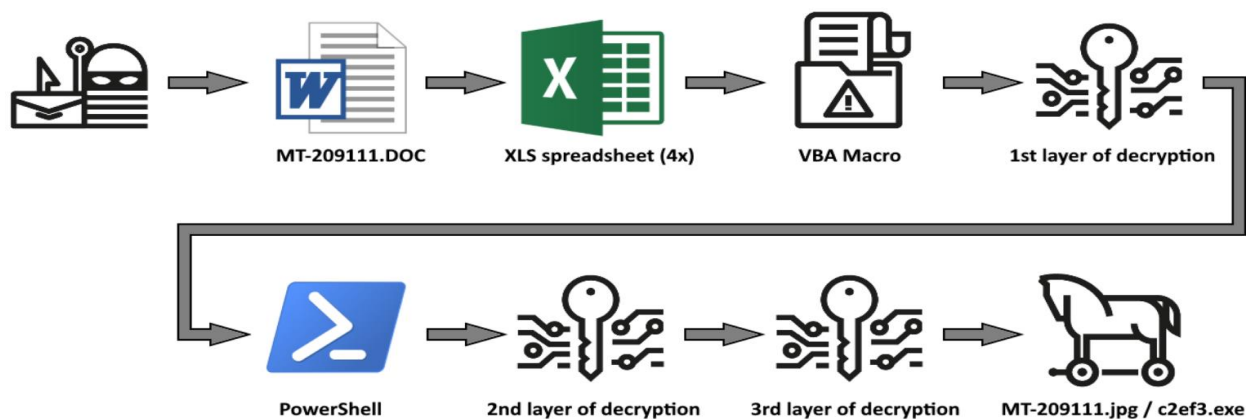 W
X
MT-209111.DOC
XLS spreadsheet (4x)
VBA Macro
1st layer of decryption
PowerShell
2nd layer of decryption
3rd layer of decryption
MT-209111.jpg / c2ef3.exe